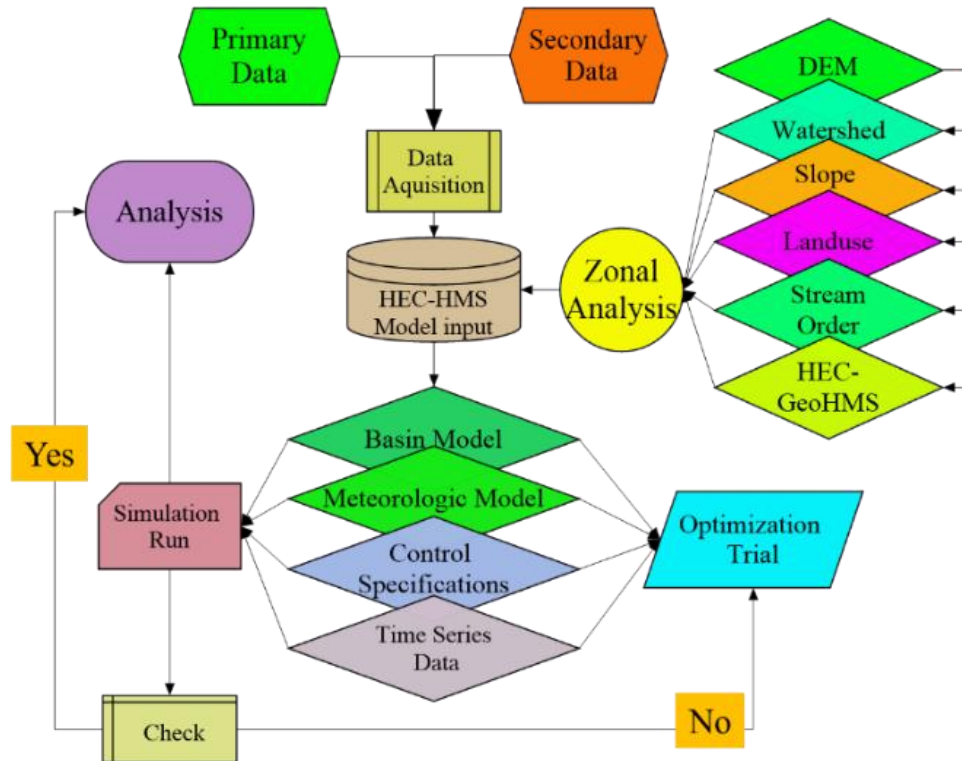 Primary
Data
Secondary
Data
DEM
Watershed
Slope
Landuse
Stream
Order
HEC-
GeoHMS
Data
Aquisition
Analysis
HEC-HMS
Model input
Zonal
Analysis
Basin Model
Meteorologic Model
Control
Specifications
Time Series
Data
Yes
Simulation
Run
Optimization
Trial
Check
No